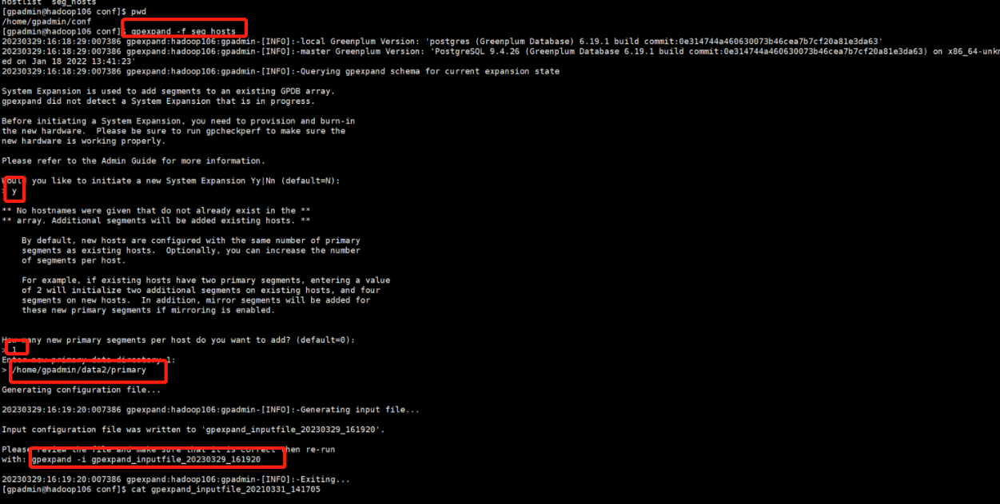 hostlist  seg_hosts
[gpadmin@hadoop106 conf]$ pwd
/home/gpadmin/conf
[gpadmin@hadoop106 conf]$ gpexpand -f seg_hosts
20230329:16:18:29:007386 gpexpand:hadoop106:gpadmin-[INFO]:-local Greenplum Version: 'postgres (Greenplum Database) 6.19.1 build commit:0e314744a460630073b46cea7b7cf20a81e3da63'
20230329:16:18:29:007386 gpexpand:hadoop106:gpadmin-[INFO]:-master Greenplum Version: 'PostgreSQL 9.4.26 (Greenplum Database 6.19.1 build commit:0e314744a460630073b46cea7b7cf20a81e3da63) on x86_64-unk
ed on Jan 18 2022 13:41:23'
20230329:16:18:29:007386 gpexpand:hadoop106:gpadmin-[INFO]:-Querying gpexpand schema for current expansion state
System Expansion is used to add segments to an existing GPDB array.
gpexpand did not detect a System Expansion that is in progress.
Before initiating a System Expansion, you need to provision and burn-in
the new hardware.  Please be sure to run gpcheckperf to make sure the
new hardware is working properly.
Please refer to the Admin Guide for more information.
Would you like to initiate a new System Expansion Yy|Nn (default=N):
> y
** No hostnames were given that do not already exist in the **
** array. Additional segments will be added existing hosts. **
By default, new hosts are configured with the same number of primary
segments as existing hosts.  Optionally, you can increase the number
of segments per host.
For example, if existing hosts have two primary segments, entering a value
of 2 will initialize two additional segments on existing hosts, and four
segments on new hosts.  In addition, mirror segments will be added for
these new primary segments if mirroring is enabled.
How many new primary segments per host do you want to add? (default=0):
> 1
Enter new primary data directory 1:
> /home/gpadmin/data2/primary
Generating configuration file...
20230329:16:19:20:007386 gpexpand:hadoop106:gpadmin-[INFO]:-Generating input file...
Input configuration file was written to 'gpexpand_inputfile_20230329_161920'.
Please review the file and make sure that it is correct then re-run
with: gpexpand -i gpexpand_inputfile_20230329_161920
20230329:16:19:20:007386 gpexpand:hadoop106:gpadmin-[INFO]:-Exiting...
[gpadmin@hadoop106 conf]$ cat gpexpand_inputfile_20210331_141705